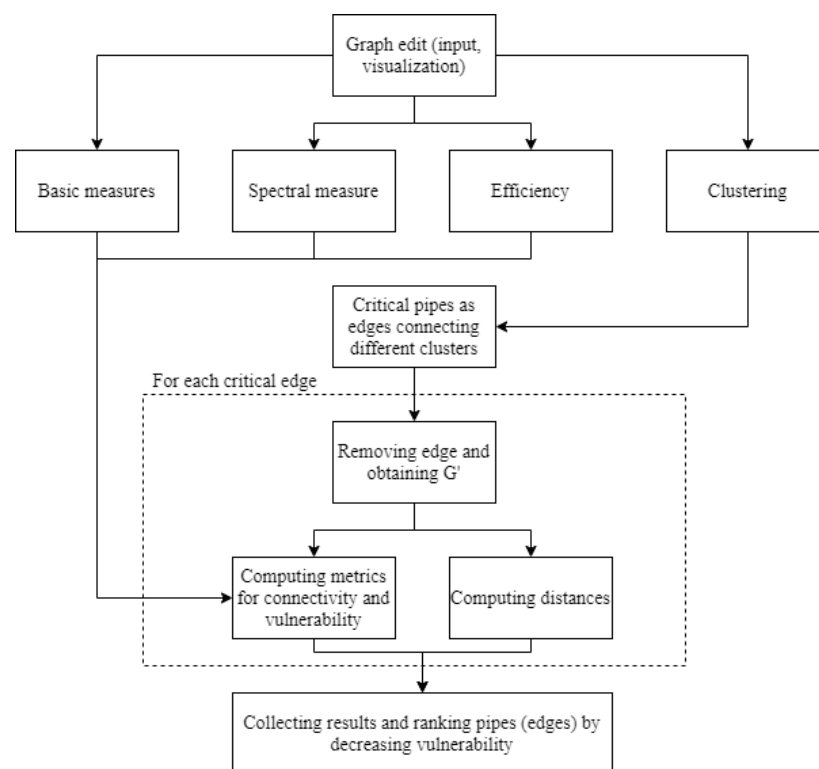 Graph edit (input,
visualization)
Basic measures
Spectral measure
Efficiency
Clustering
Critical pipes as
edges connecting
different clusters
For each critical edge
Removing edge and
obtaining G'
Computing metrics
for connectivity and
vulnerability
Computing distances
Collecting results and ranking pipes (edges) by
decreasing vulnerability